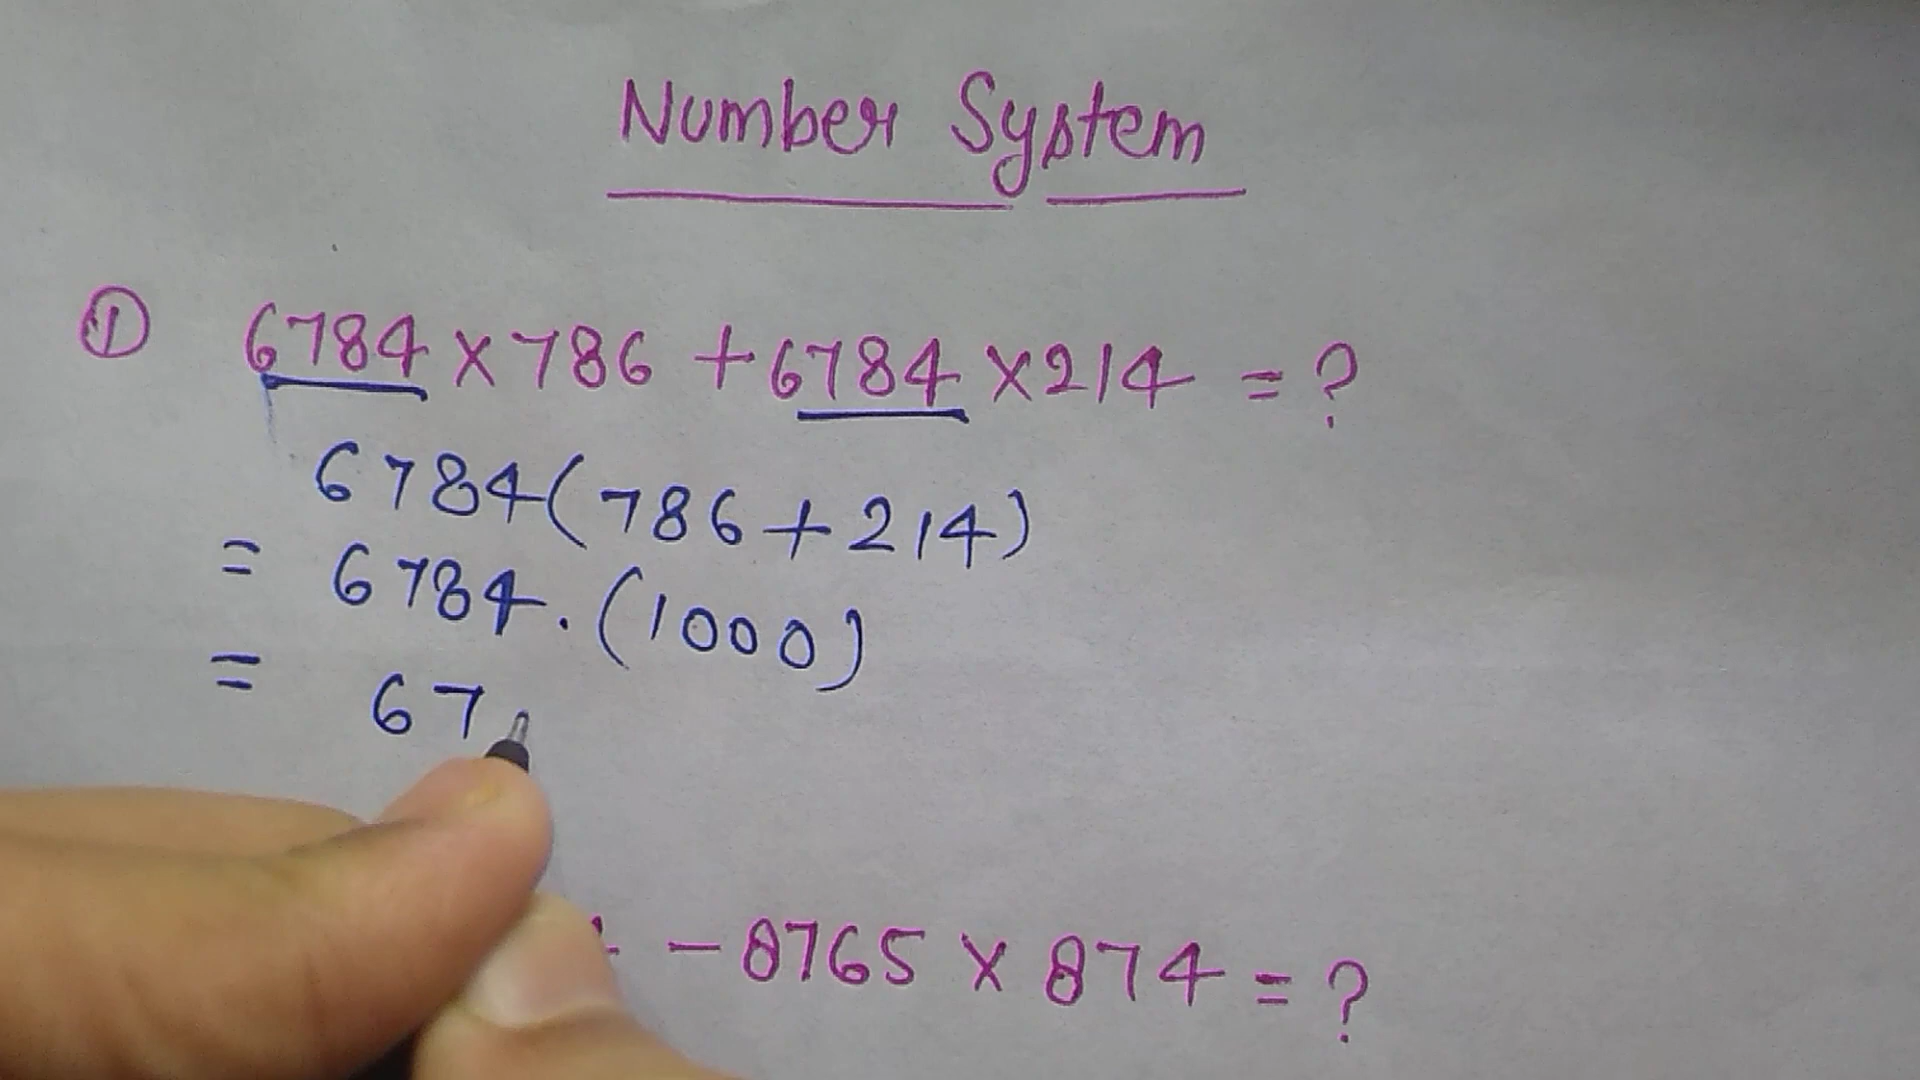 Number System
① 6784 × 786 + 6784 × 214 = ?
6784(786+214)
= 6784.(1000)
= 67
- 8765 × 874 = ?